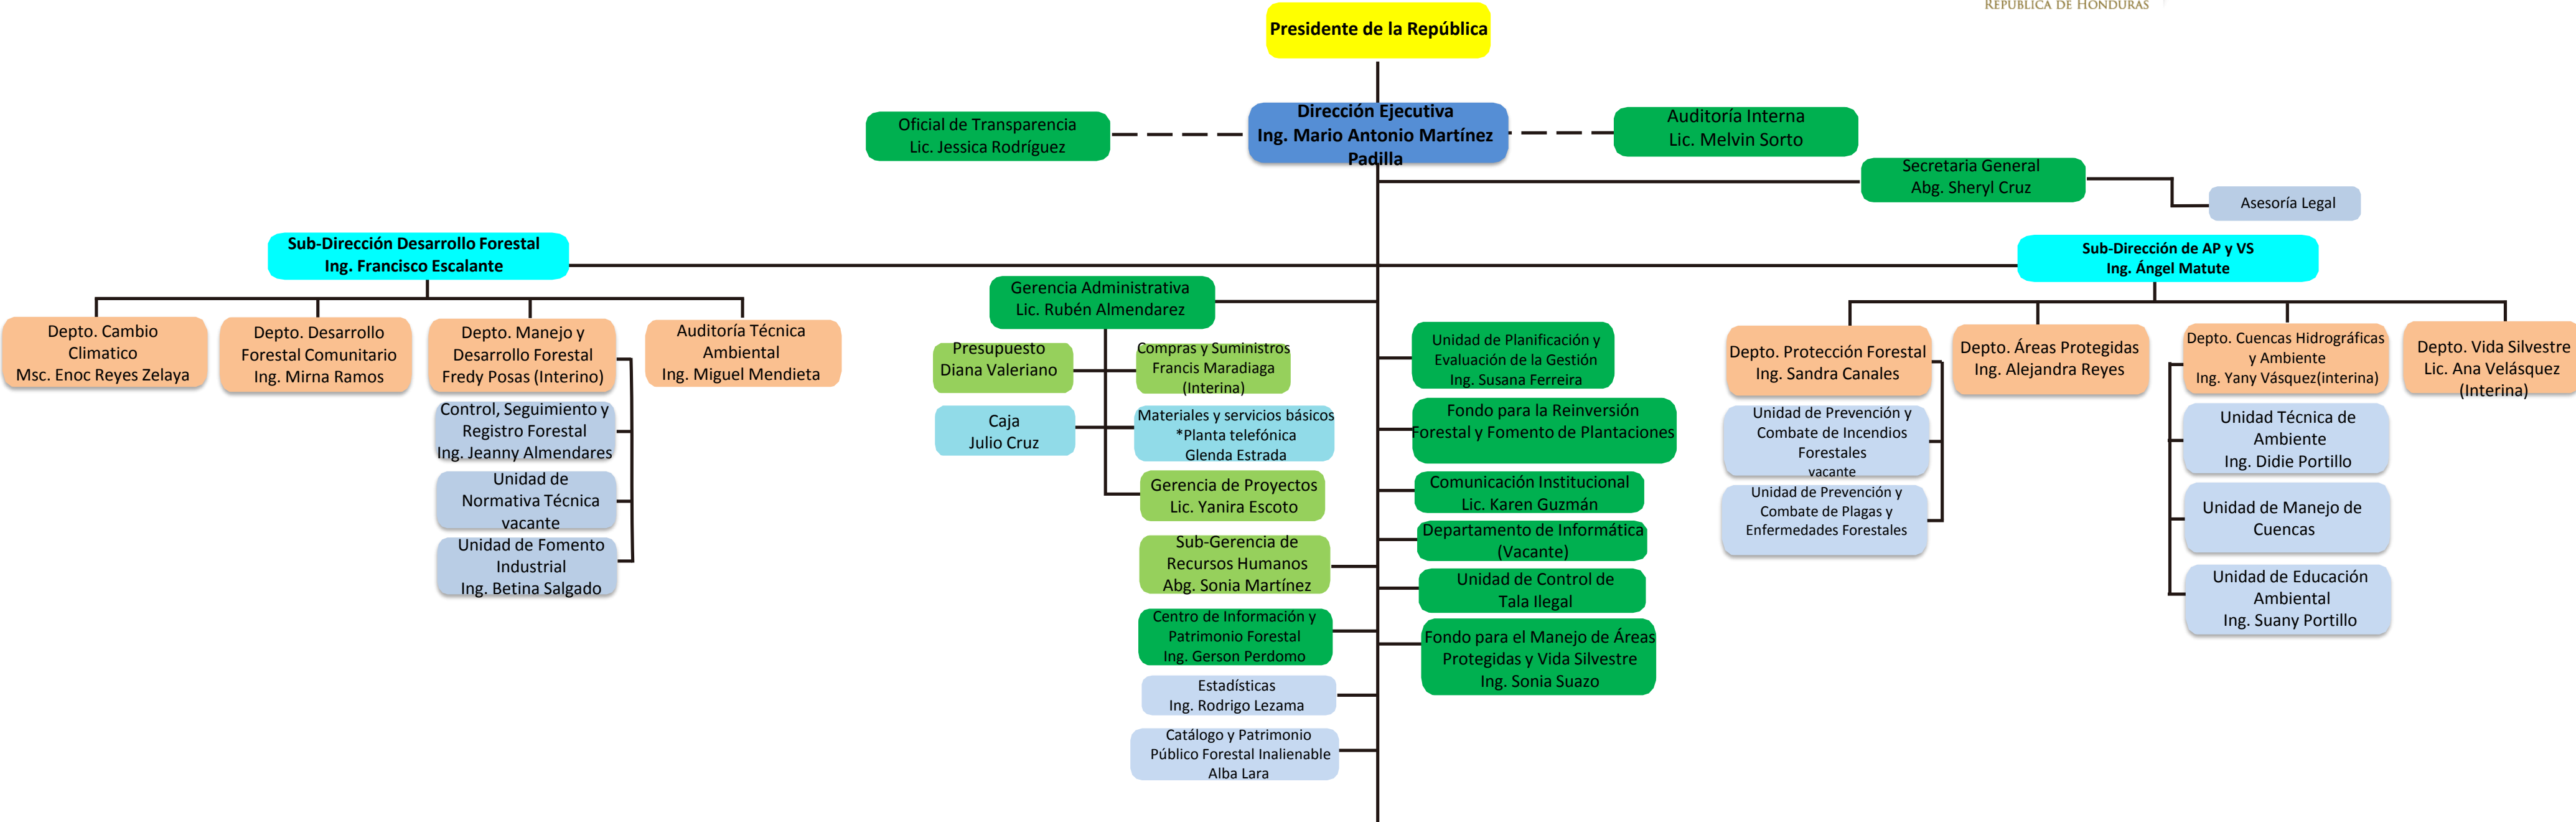 REPÚBLICA DE HONDURAS
Presidente de la República
Dirección Ejecutiva
Ing. Mario Antonio Martínez
Padilla
Oficial de Transparencia
Lic. Jessica Rodríguez
Auditoría Interna
Lic. Melvin Sorto
Secretaria General
Abg. Sheryl Cruz
Asesoría Legal
Sub-Dirección Desarrollo Forestal
Ing. Francisco Escalante
Sub-Dirección de AP y VS
Ing. Ángel Matute
Depto. Cambio
Climatico
Msc. Enoc Reyes Zelaya
Depto. Desarrollo
Forestal Comunitario
Ing. Mirna Ramos
Depto. Manejo y
Desarrollo Forestal
Fredy Posas (Interino)
Auditoría Técnica
Ambiental
Ing. Miguel Mendieta
Control, Seguimiento y
Registro Forestal
Ing. Jeanny Almendares
Unidad de
Normativa Técnica
vacante
Unidad de Fomento
Industrial
Ing. Betina Salgado
Gerencia Administrativa
Lic. Rubén Almendarez
Presupuesto
Diana Valeriano
Compras y Suministros
Francis Maradiaga
(Interina)
Caja
Julio Cruz
Materiales y servicios básicos
*Planta telefónica
Glenda Estrada
Gerencia de Proyectos
Lic. Yanira Escoto
Sub-Gerencia de
Recursos Humanos
Abg. Sonia Martínez
Centro de Información y
Patrimonio Forestal
Ing. Gerson Perdomo
Estadísticas
Ing. Rodrigo Lezama
Catálogo y Patrimonio
Público Forestal Inalienable
Alba Lara
Unidad de Planificación y
Evaluación de la Gestión
Ing. Susana Ferreira
Fondo para la Reinversión
Forestal y Fomento de Plantaciones
Comunicación Institucional
Lic. Karen Guzmán
Departamento de Informática
(Vacante)
Unidad de Control de
Tala Ilegal
Fondo para el Manejo de Áreas
Protegidas y Vida Silvestre
Ing. Sonia Suazo
Depto. Protección Forestal
Ing. Sandra Canales
Unidad de Prevención y
Combate de Incendios
Forestales
vacante
Unidad de Prevención y
Combate de Plagas y
Enfermedades Forestales
Depto. Áreas Protegidas
Ing. Alejandra Reyes
Depto. Cuencas Hidrográficas
y Ambiente
Ing. Yany Vásquez(interina)
Unidad Técnica de
Ambiente
Ing. Didie Portillo
Unidad de Manejo de
Cuencas
Unidad de Educación
Ambiental
Ing. Suany Portillo
Depto. Vida Silvestre
Lic. Ana Velásquez
(Interina)